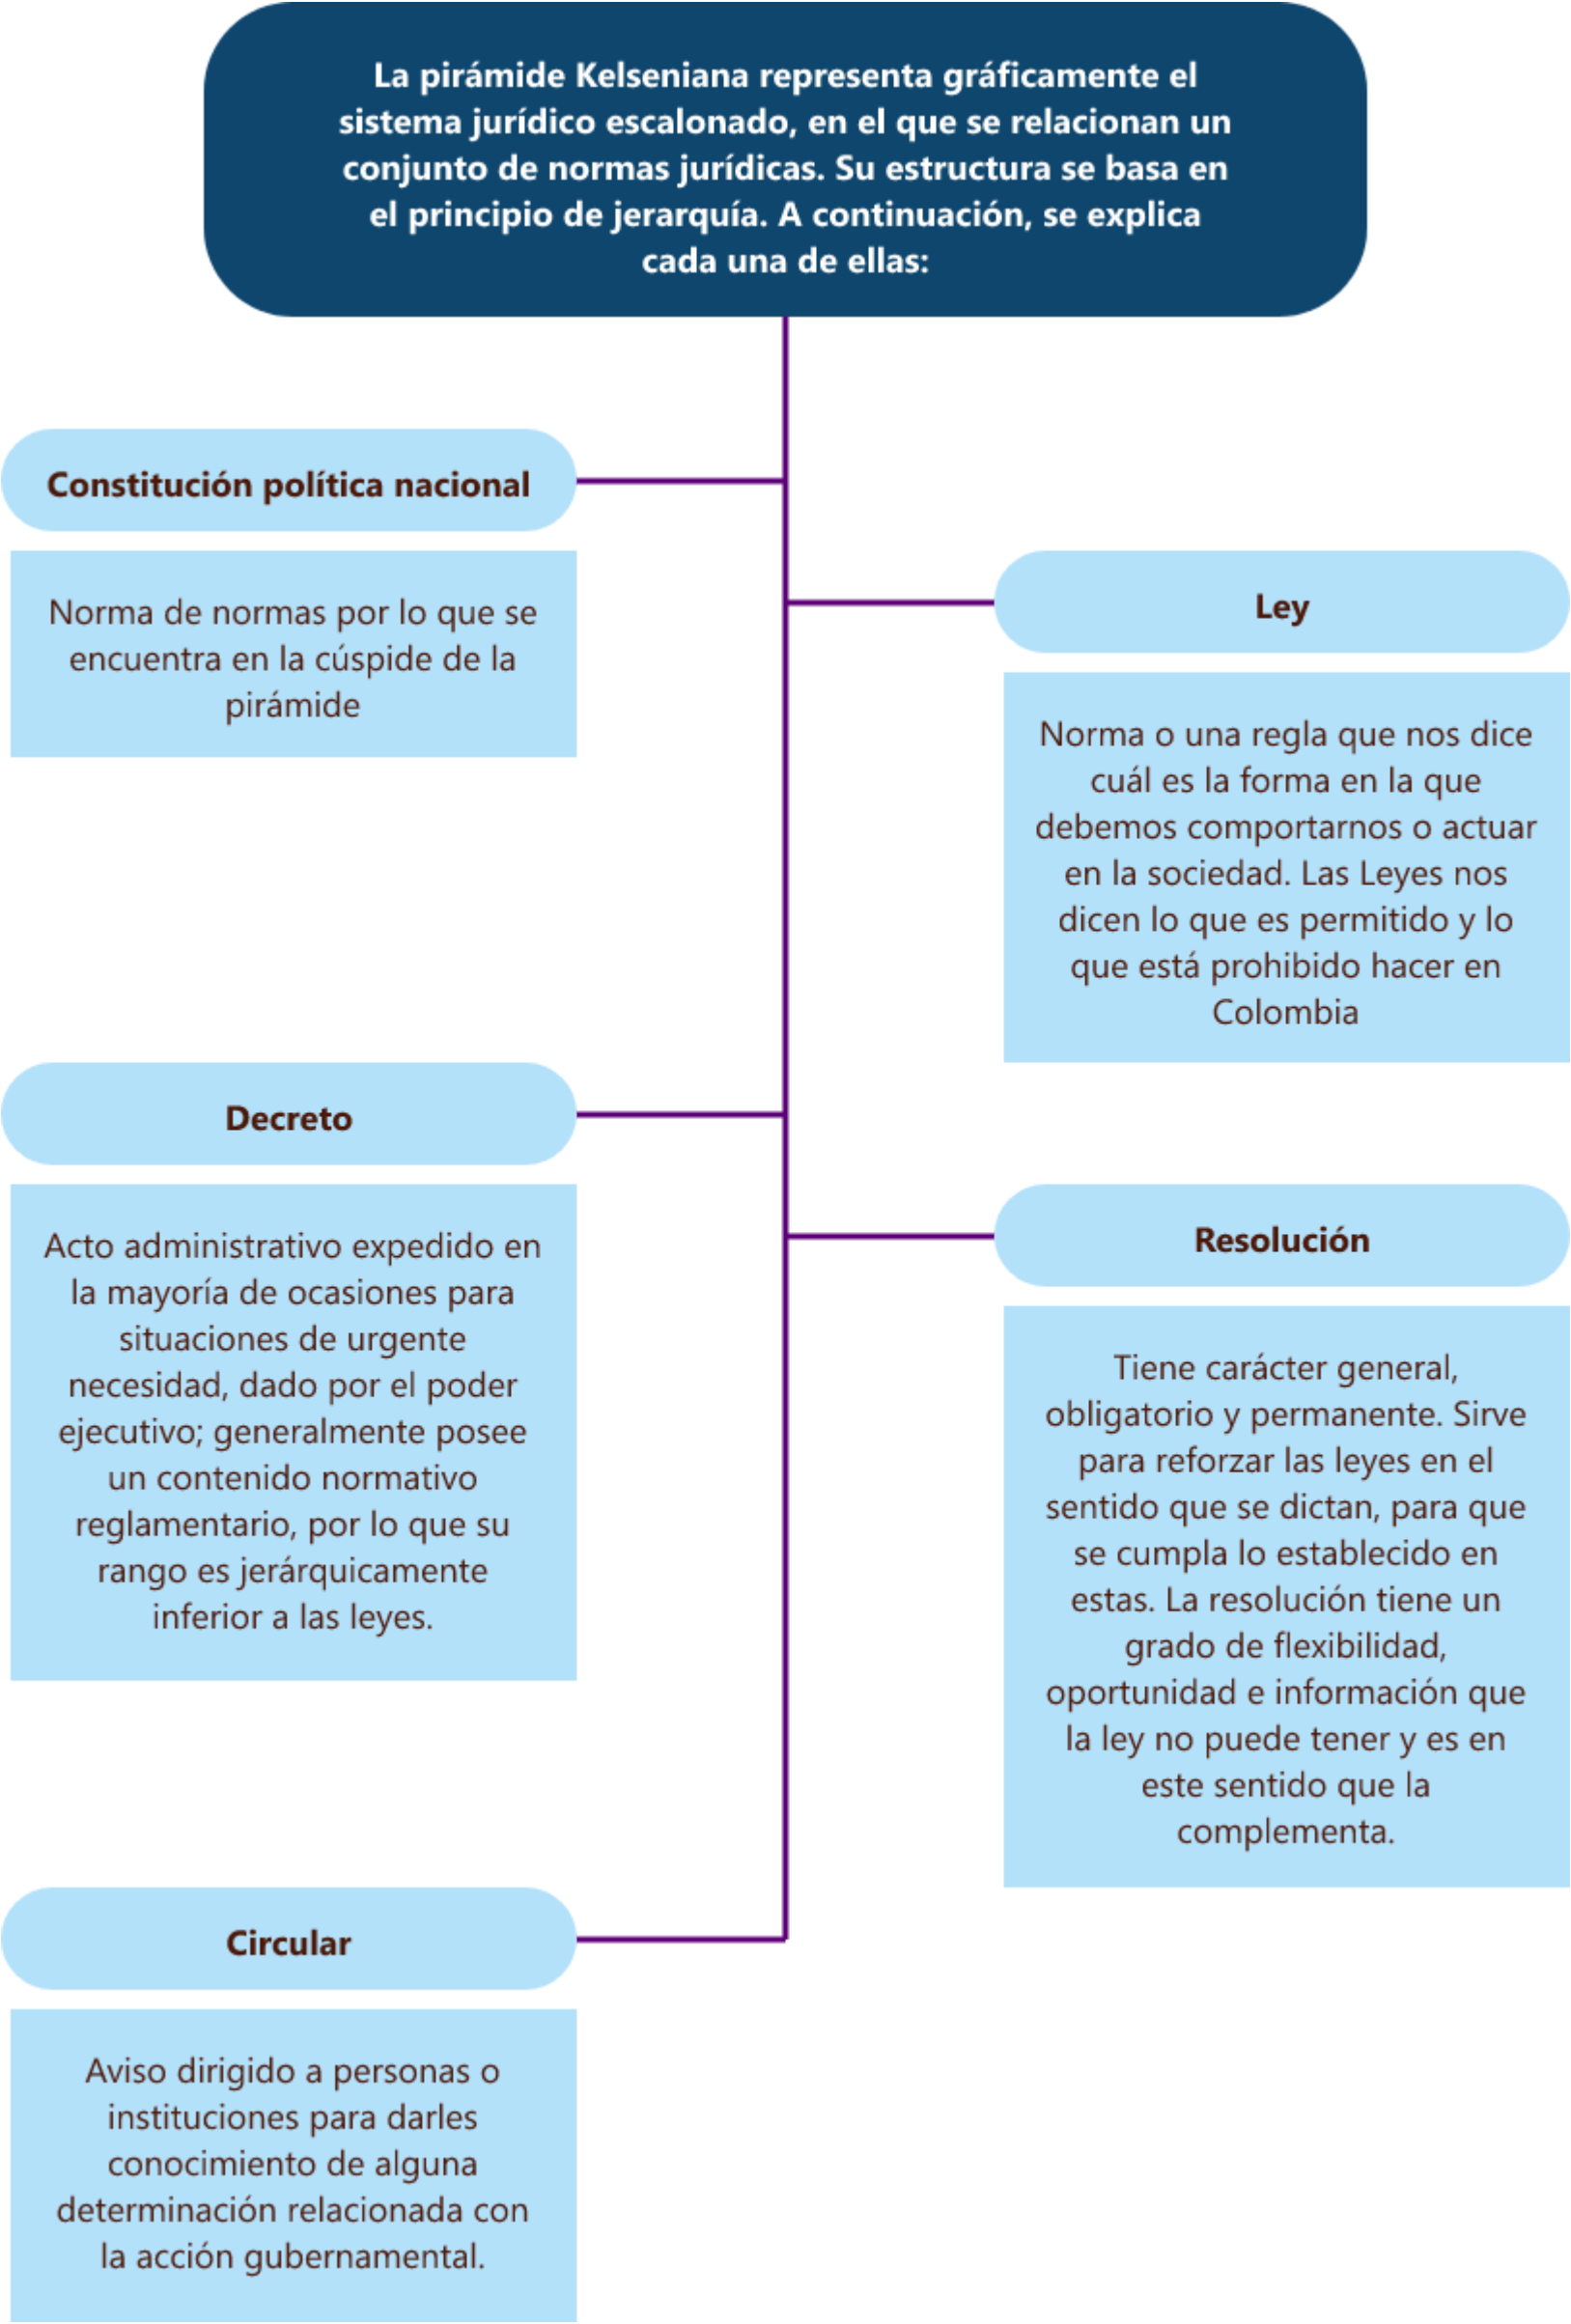 La pirámide Kelseniana representa gráficamente el
sistema jurídico escalonado, en el que se relacionan un
conjunto de normas jurídicas. Su estructura se basa en
el principio de jerarquía. A continuación, se explica
cada una de ellas:
Constitución política nacional
Norma de normas por lo que se
encuentra en la cúspide de la
pirámide
Ley
Norma o una regla que nos dice
cuál es la forma en la que
debemos comportarnos o actuar
en la sociedad. Las Leyes nos
dicen lo que es permitido y lo
que está prohibido hacer en
Colombia
Decreto
Acto administrativo expedido en
la mayoría de ocasiones para
situaciones de urgente
necesidad, dado por el poder
ejecutivo; generalmente posee
un contenido normativo
reglamentario, por lo que su
rango es jerárquicamente
inferior a las leyes.
Resolución
Tiene carácter general,
obligatorio y permanente. Sirve
para reforzar las leyes en el
sentido que se dictan, para que
se cumpla lo establecido en
estas. La resolución tiene un
grado de flexibilidad,
oportunidad e información que
la ley no puede tener y es en
este sentido que la
complementa.
Circular
Aviso dirigido a personas o
instituciones para darles
conocimiento de alguna
determinación relacionada con
la acción gubernamental.